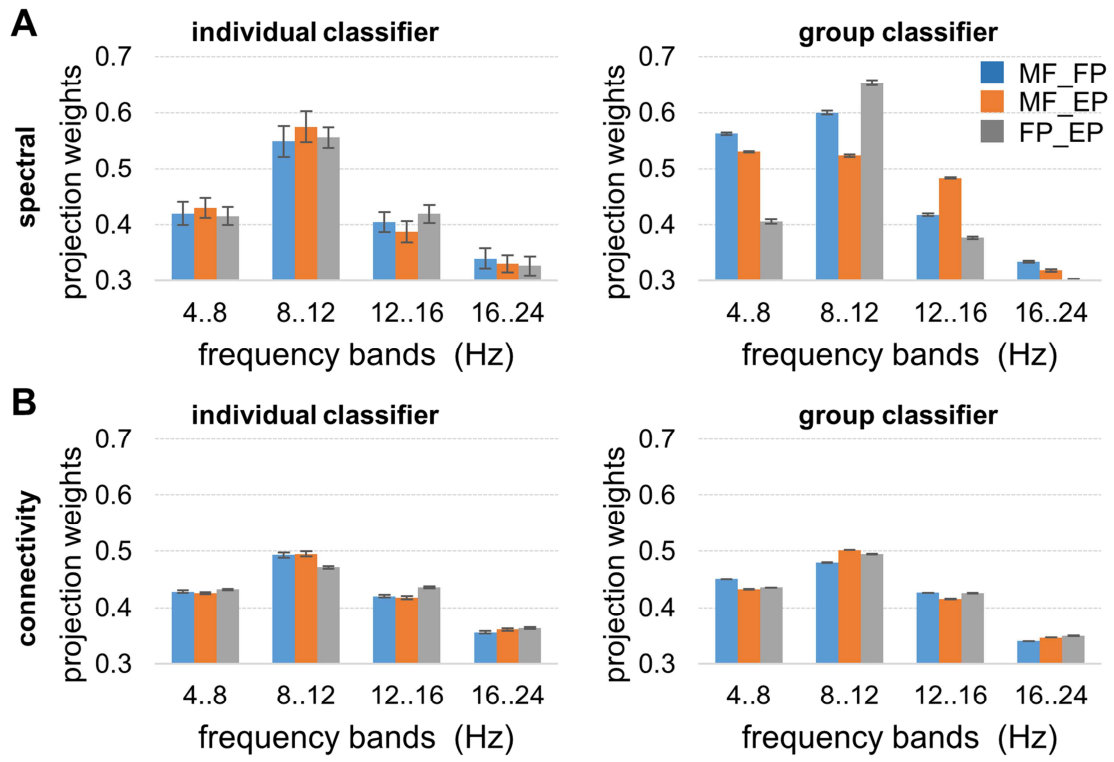 A
individual classifier
group classifier
spectral
projection weights
0.7
0.6
0.5
0.4
0.3
4..8 8..12 12..16 16..24
frequency bands (Hz)
projection weights
0.7
0.6
0.5
0.4
0.3
4..8 8..12 12..16 16..24
frequency bands (Hz)
MF_FP
MF_EP
FP_EP
B
individual classifier
group classifier
connectivity
projection weights
0.7
0.6
0.5
0.4
0.3
4..8 8..12 12..16 16..24
frequency bands (Hz)
projection weights
0.7
0.6
0.5
0.4
0.3
4..8 8..12 12..16 16..24
frequency bands (Hz)